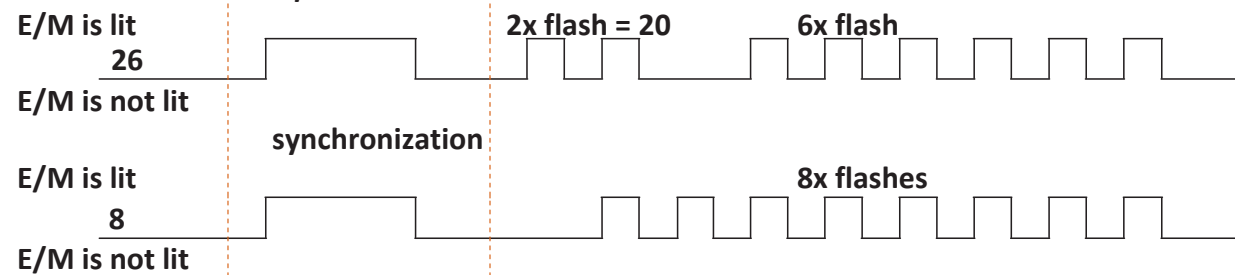 E/M is lit
2x flash = 20
6x flash
26
E/M is not lit
synchronization
E/M is lit
8x flashes
8
E/M is not lit